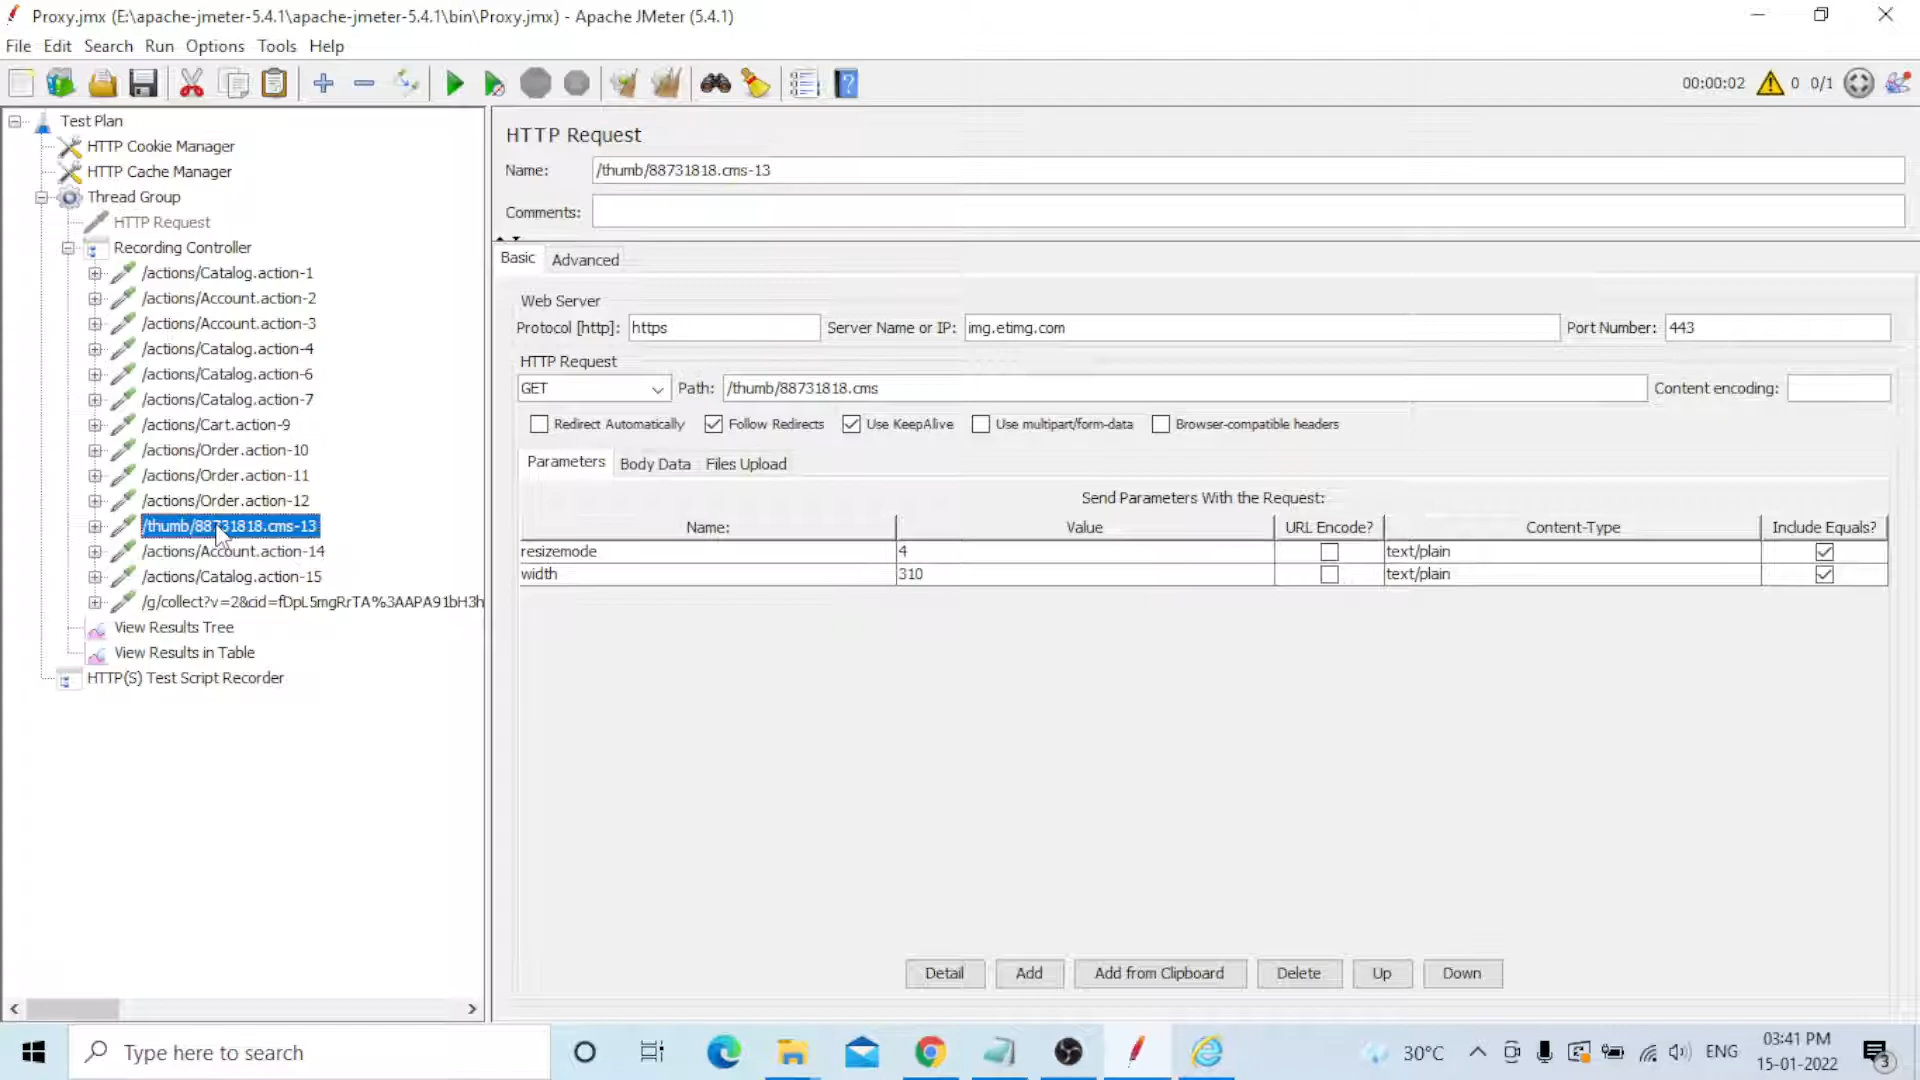 Proxy.jmx (E:\apache-jmeter-5.4.1\apache-jmeter-5.4.1\bin\Proxy.jmx) - Apache JMeter (5.4.1)
File Edit Search Run Options Tools Help
00:00:02 0 0/1
Test Plan
HTTP Cookie Manager
HTTP Cache Manager
Thread Group
HTTP Request
Recording Controller
/actions/Catalog.action-1
/actions/Account.action-2
/actions/Account.action-3
/actions/Catalog.action-4
/actions/Catalog.action-6
/actions/Catalog.action-7
/actions/Cart.action-9
/actions/Order.action-10
/actions/Order.action-11
/actions/Order.action-12
/thumb/88731818.cms-13
/actions/Account.action-14
/actions/Catalog.action-15
/g/collect?v=2&cid=fDpL5mgRrTA%3AAPA91bH3h
View Results Tree
View Results in Table
HTTP(S) Test Script Recorder
HTTP Request
Name: /thumb/88731818.cms-13
Comments:
Basic Advanced
Web Server
Protocol [http]: https Server Name or IP: img.etimg.com Port Number: 443
HTTP Request
GET Path: /thumb/88731818.cms Content encoding:
Redirect Automatically Follow Redirects Use KeepAlive Use multipart/form-data Browser-compatible headers
Parameters Body Data Files Upload
Send Parameters With the Request:
Name: Value URL Encode? Content-Type Include Equals?
resizemode 4 text/plain
width 310 text/plain
Detail Add Add from Clipboard Delete Up Down
Type here to search
30°C ENG 03:41 PM
15-01-2022 3